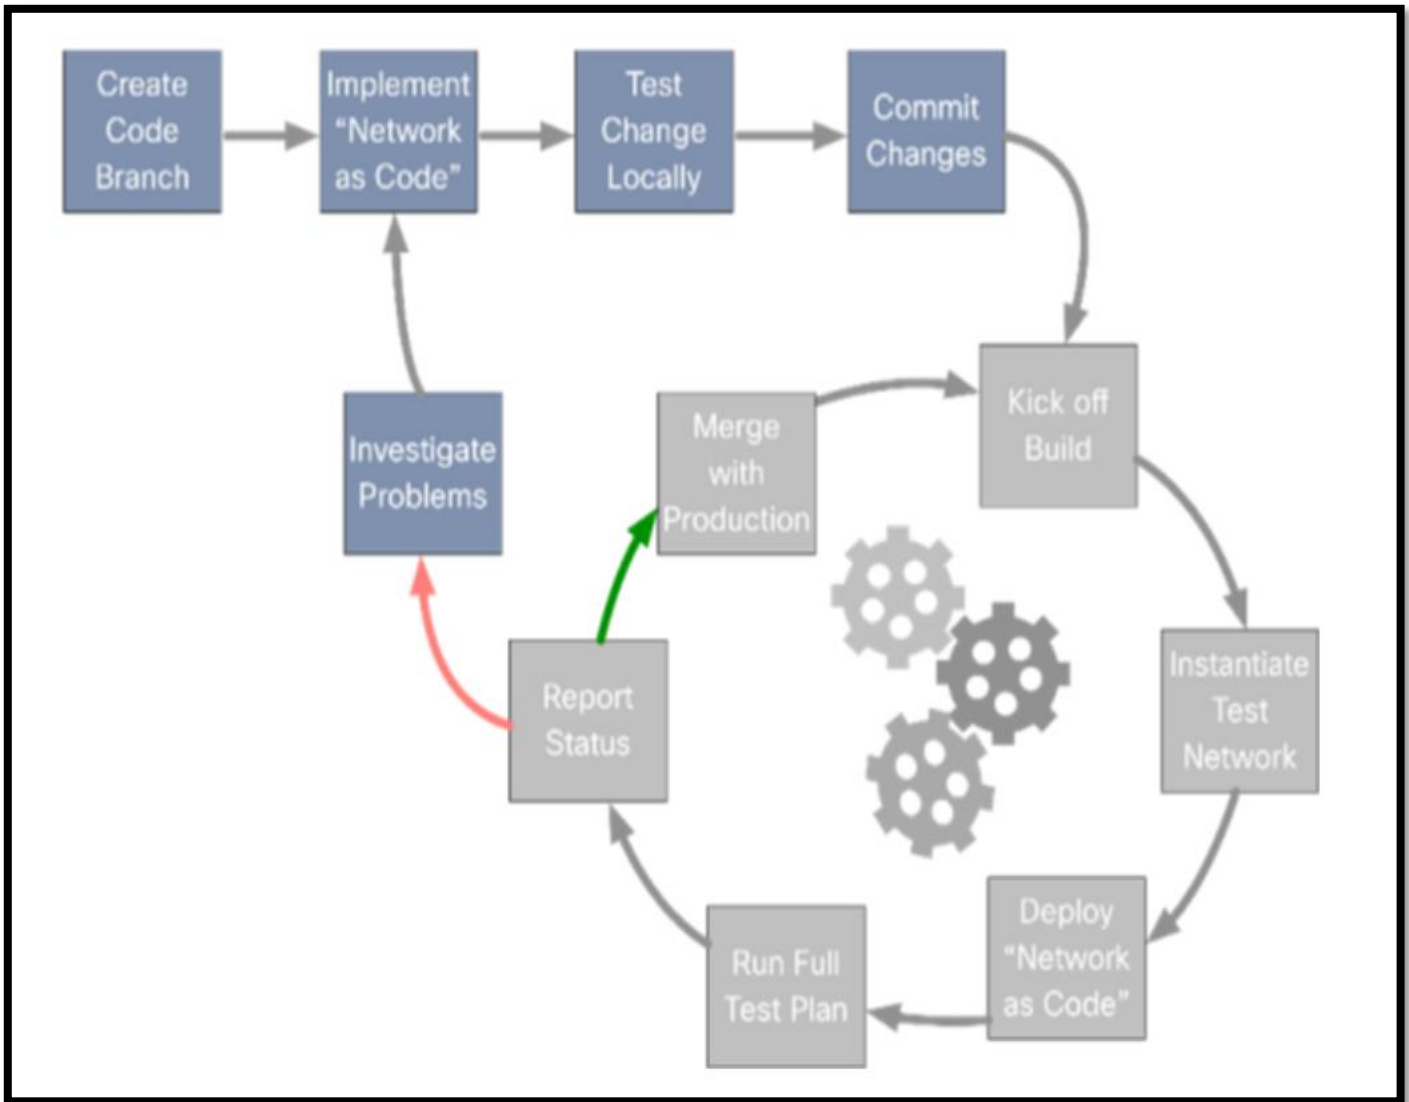 Create
Code
Branch
Implement
“Network
as Code”
Test
Change
Locally
Commit
Changes
Kick off
Build
Merge
with
Production
Investigate
Problems
Instantiate
Test
Network
Report
Status
Deploy
“Network
as Code”
Run Full
Test Plan